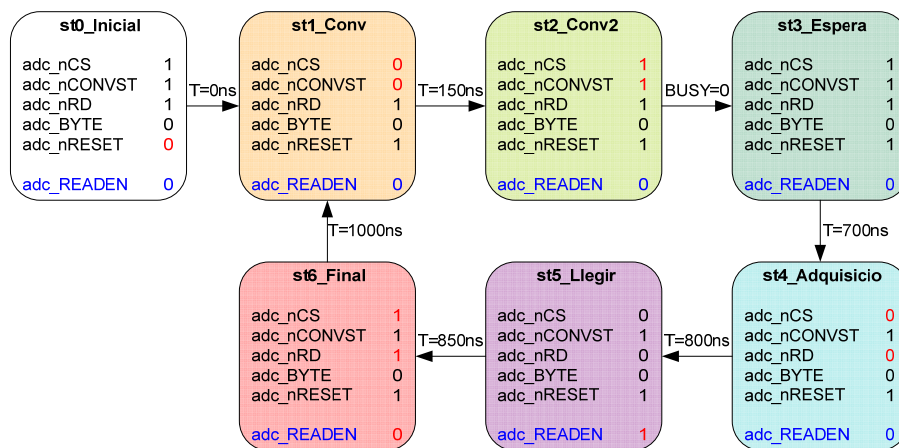 st0_Inicial
adc_nCS 1
adc_nCONVST 1
adc_nRD 1
adc_BYTE 0
adc_nRESET 0
adc_READEN 0
T=0ns
st1_Conv
adc_nCS 0
adc_nCONVST 0
adc_nRD 1
adc_BYTE 0
adc_nRESET 1
adc_READEN 0
T=150ns
st2_Conv2
adc_nCS 1
adc_nCONVST 1
adc_nRD 1
adc_BYTE 0
adc_nRESET 1
adc_READEN 0
BUSY=0
st3_Espera
adc_nCS 1
adc_nCONVST 1
adc_nRD 1
adc_BYTE 0
adc_nRESET 1
adc_READEN 0
T=700ns
st4_Adquisicio
adc_nCS 0
adc_nCONVST 1
adc_nRD 0
adc_BYTE 0
adc_nRESET 1
adc_READEN 0
T=800ns
st5_Llegir
adc_nCS 0
adc_nCONVST 1
adc_nRD 0
adc_BYTE 0
adc_nRESET 1
adc_READEN 1
T=850ns
st6_Final
adc_nCS 1
adc_nCONVST 1
adc_nRD 1
adc_BYTE 0
adc_nRESET 1
adc_READEN 0
T=1000ns